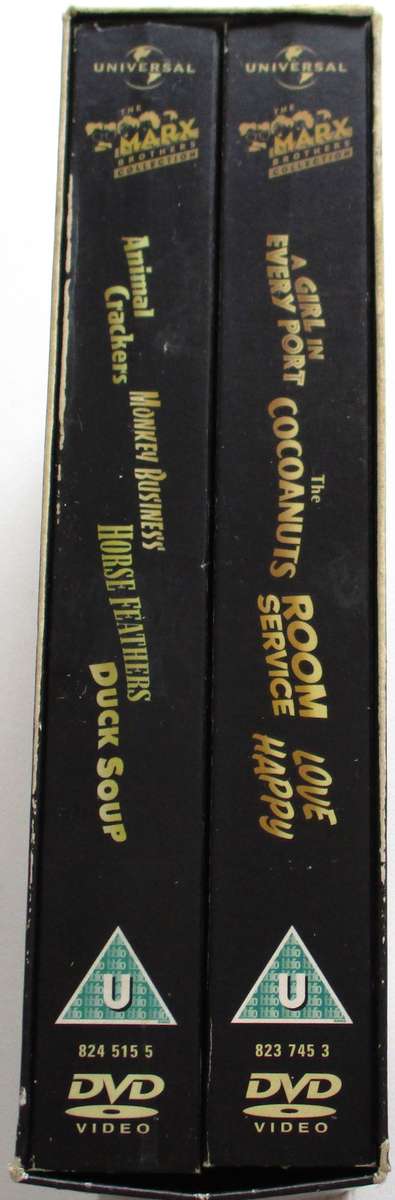 UNIVERSAL
THE
MARX
BROTHERS
COLLECTION
Animal
Crackers
MONKEY BUSINESS
HORSE FEATHERS
DUCK SOUP
U
824 515 5
DVD
VIDEO
UNIVERSAL
THE
MARX
BROTHERS
COLLECTION
A GIRL IN
EVERY PORT
The
COCOANUTS
ROOM
SERVICE
LOVE
HAPPY
U
823 745 3
DVD
VIDEO